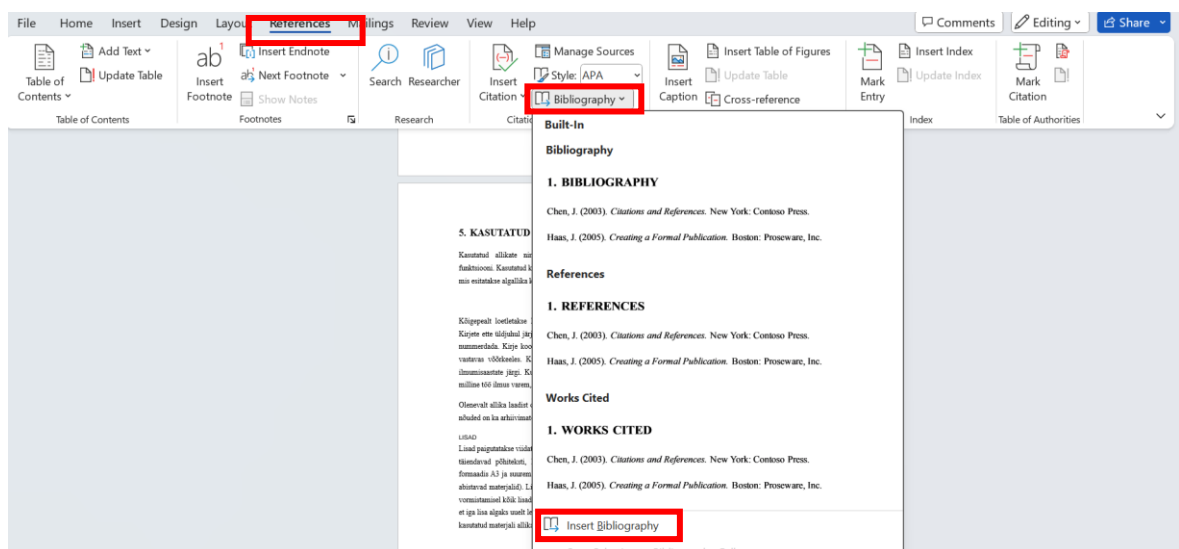 File Home Insert Design Layou References Mailings Review View Help Comments Editing Share
Table of Contents
Add Text
Update Table
Table of Contents
ab1 Insert Footnote
Insert Endnote
Next Footnote
Show Notes
Footnotes
Search Researcher
Research
Insert Citation
Manage Sources
Style: APA
Bibliography
Citatio
Insert Caption
Insert Table of Figures
Update Table
Cross-reference
Mark Entry
Insert Index
Update Index
Index
Mark Citation
Table of Authorities
Built-In
Bibliography
1. BIBLIOGRAPHY
Chen, J. (2003). Citations and References. New York: Contoso Press.
Haas, J. (2005). Creating a Formal Publication. Boston: Proseware, Inc.
References
1. REFERENCES
Chen, J. (2003). Citations and References. New York: Contoso Press.
Haas, J. (2005). Creating a Formal Publication. Boston: Proseware, Inc.
Works Cited
1. WORKS CITED
Chen, J. (2003). Citations and References. New York: Contoso Press.
Haas, J. (2005). Creating a Formal Publication. Boston: Proseware, Inc.
Insert Bibliography
5. KASUTATUD
Kasutatud allikate
funktsiooni. Kasutatud
mis esitatakse algallika
Kõigepealt loetletakse
Kirjete ette üldjuhul
nummerdada. Kirje
vastavas võõrkeeles.
ilmumisaastate järgi.
milline töö ilmus varem,
Olenevalt allika laadist
nõuded on ka
LISAD
Lisad paigutatakse
täiendavad põhiteksti,
formaadis A3 ja
abistavad materjalid).
vormistamisel kõik
et iga lisa algaks uuelt
kasutatud materjali